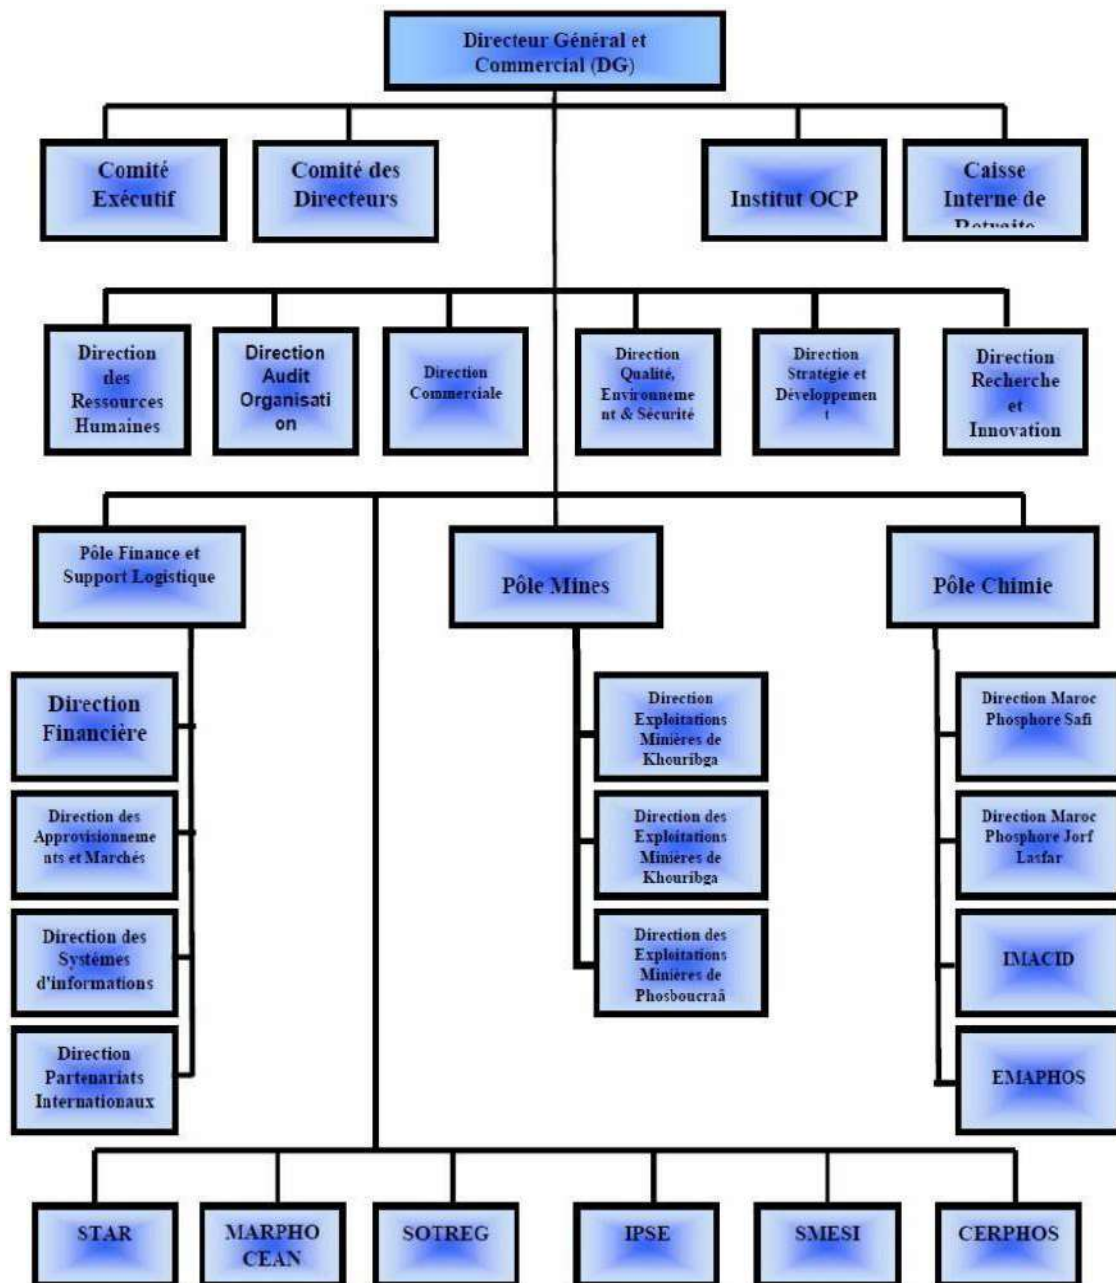 Directeur Général et
Commercial (DG)
Comité
Exécutif
Comité des
Directeurs
Institut OCP
Caisse
Interne de
Retraite
Direction
des
Ressources
Humaines
Direction
Audit
Organisati
on
Direction
Commerciale
Direction
Qualité,
Environneme
nt & Sécurité
Direction
Stratégie et
Développemen
t
Direction
Recherche
et
Innovation
Pôle Finance et
Support Logistique
Pôle Mines
Pôle Chimie
Direction
Financière
Direction des
Approvisionneme
nts et Marchés
Direction des
Systèmes
d'informations
Direction
Partenariats
Internationaux
Direction
Exploitations
Minières de
Khouribga
Direction des
Exploitations
Minières de
Khouribga
Direction des
Exploitations
Minières de
Phosboucraâ
Direction Maroc
Phosphore Safi
Direction Maroc
Phosphore Jorf
Lasfar
IMACID
EMAPHOS
STAR
MARPHO
CEAN
SOTREG
IPSE
SMESI
CERPHOS